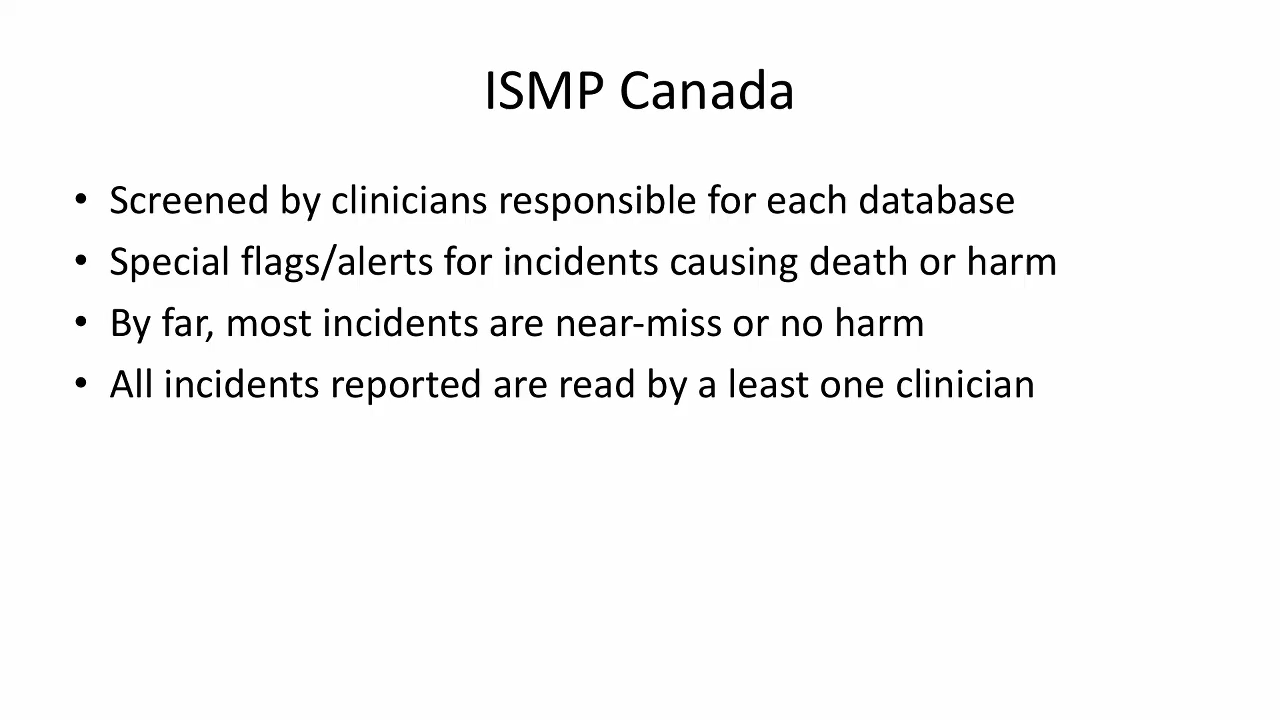 ISMP Canada
• Screened by clinicians responsible for each database
• Special flags/alerts for incidents causing death or harm
• By far, most incidents are near-miss or no harm
• All incidents reported are read by a least one clinician